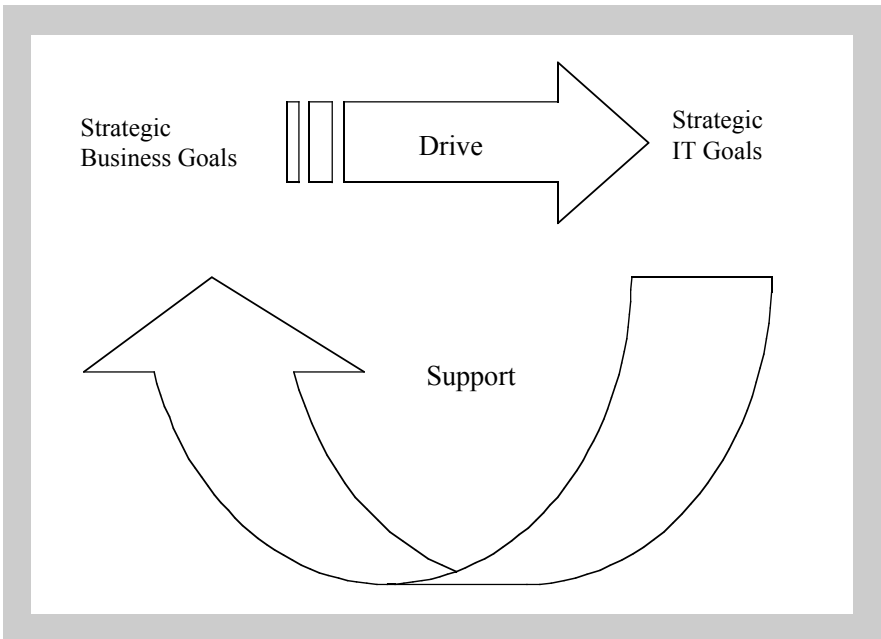 Strategic
Business Goals
Drive
Strategic
IT Goals
Support